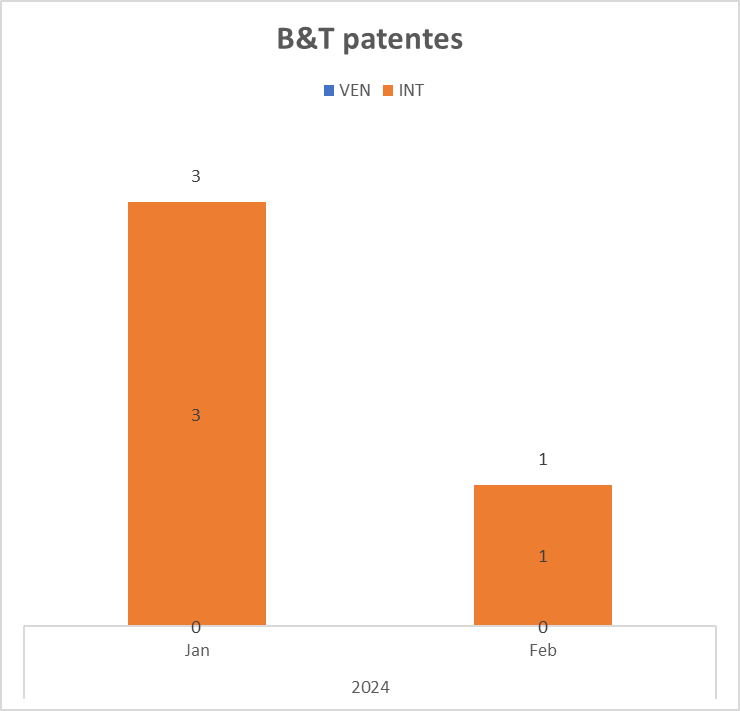 B&T patentes
VEN INT
3
3
1
1
0 0
Jan Feb
2024